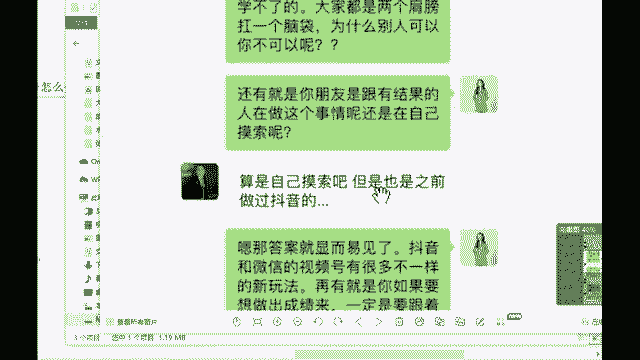 学不了的。大家都是两个肩膀
扛一个脑袋，为什么别人可以
你不可以呢？？
还有就是你朋友是跟有结果的
人在做这个事情呢还是在自己
摸索呢？
算是自己摸索吧 但是也是之前
做过抖音的...
嗯那答案就显而易见了。抖音
和微信的视频号有很多不一样
的新玩法。再有就是你如果要
想做出成绩来，一定是要跟着